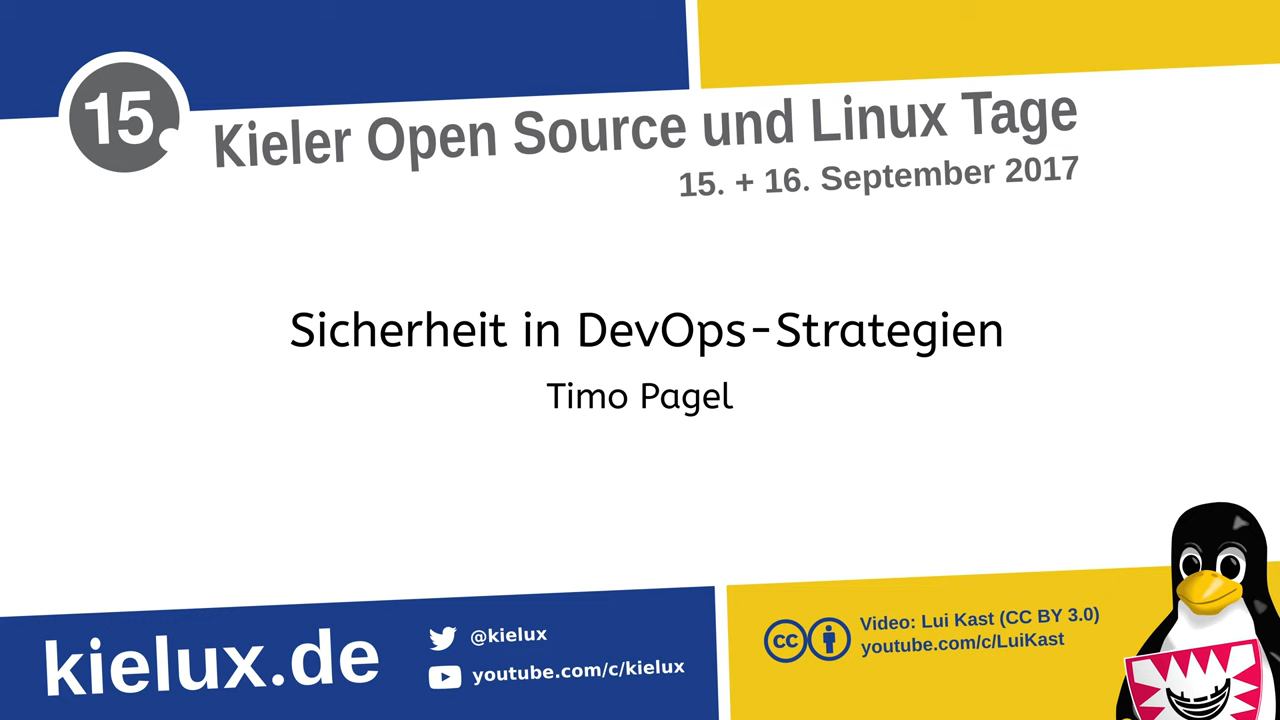 15.
Kieler Open Source und Linux Tage
15. + 16. September 2017
Sicherheit in DevOps-Strategien
Timo Pagel
kielux.de
@kielux
youtube.com/c/kielux
cc
Video: Lui Kast (CC BY 3.0)
youtube.com/c/LuiKast